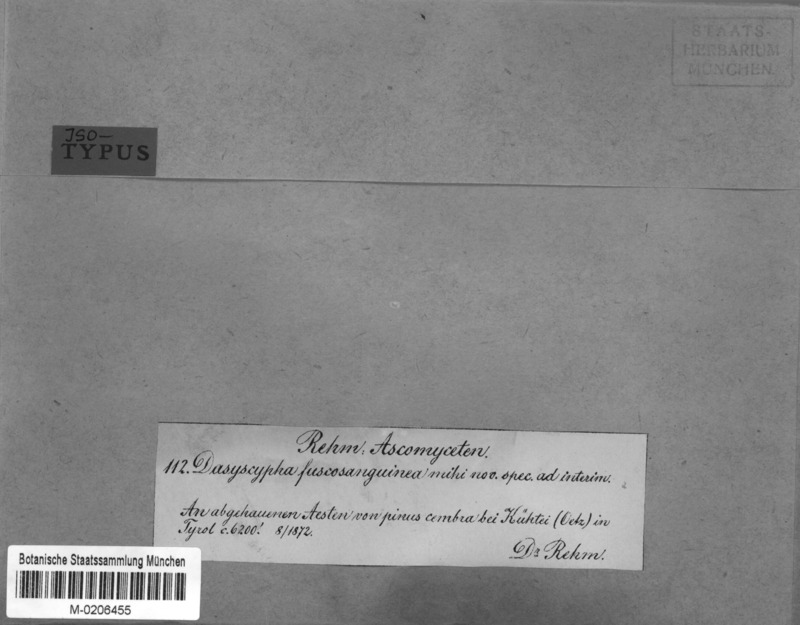 STAATS-
HERBARIUM
MÜNCHEN.
ISO-
TYPUS
Rehm, Ascomyceten.
112. Dasyscypha fuscosanguinea mihi nov. spec. ad interim.
An abgehauenen Aesten von pinus cembra bei Kühtei (Oetz) in
Tyrol c. 6200'. 8/1872.
Dr Rehm.
Botanische Staatssammlung München
M-0206455